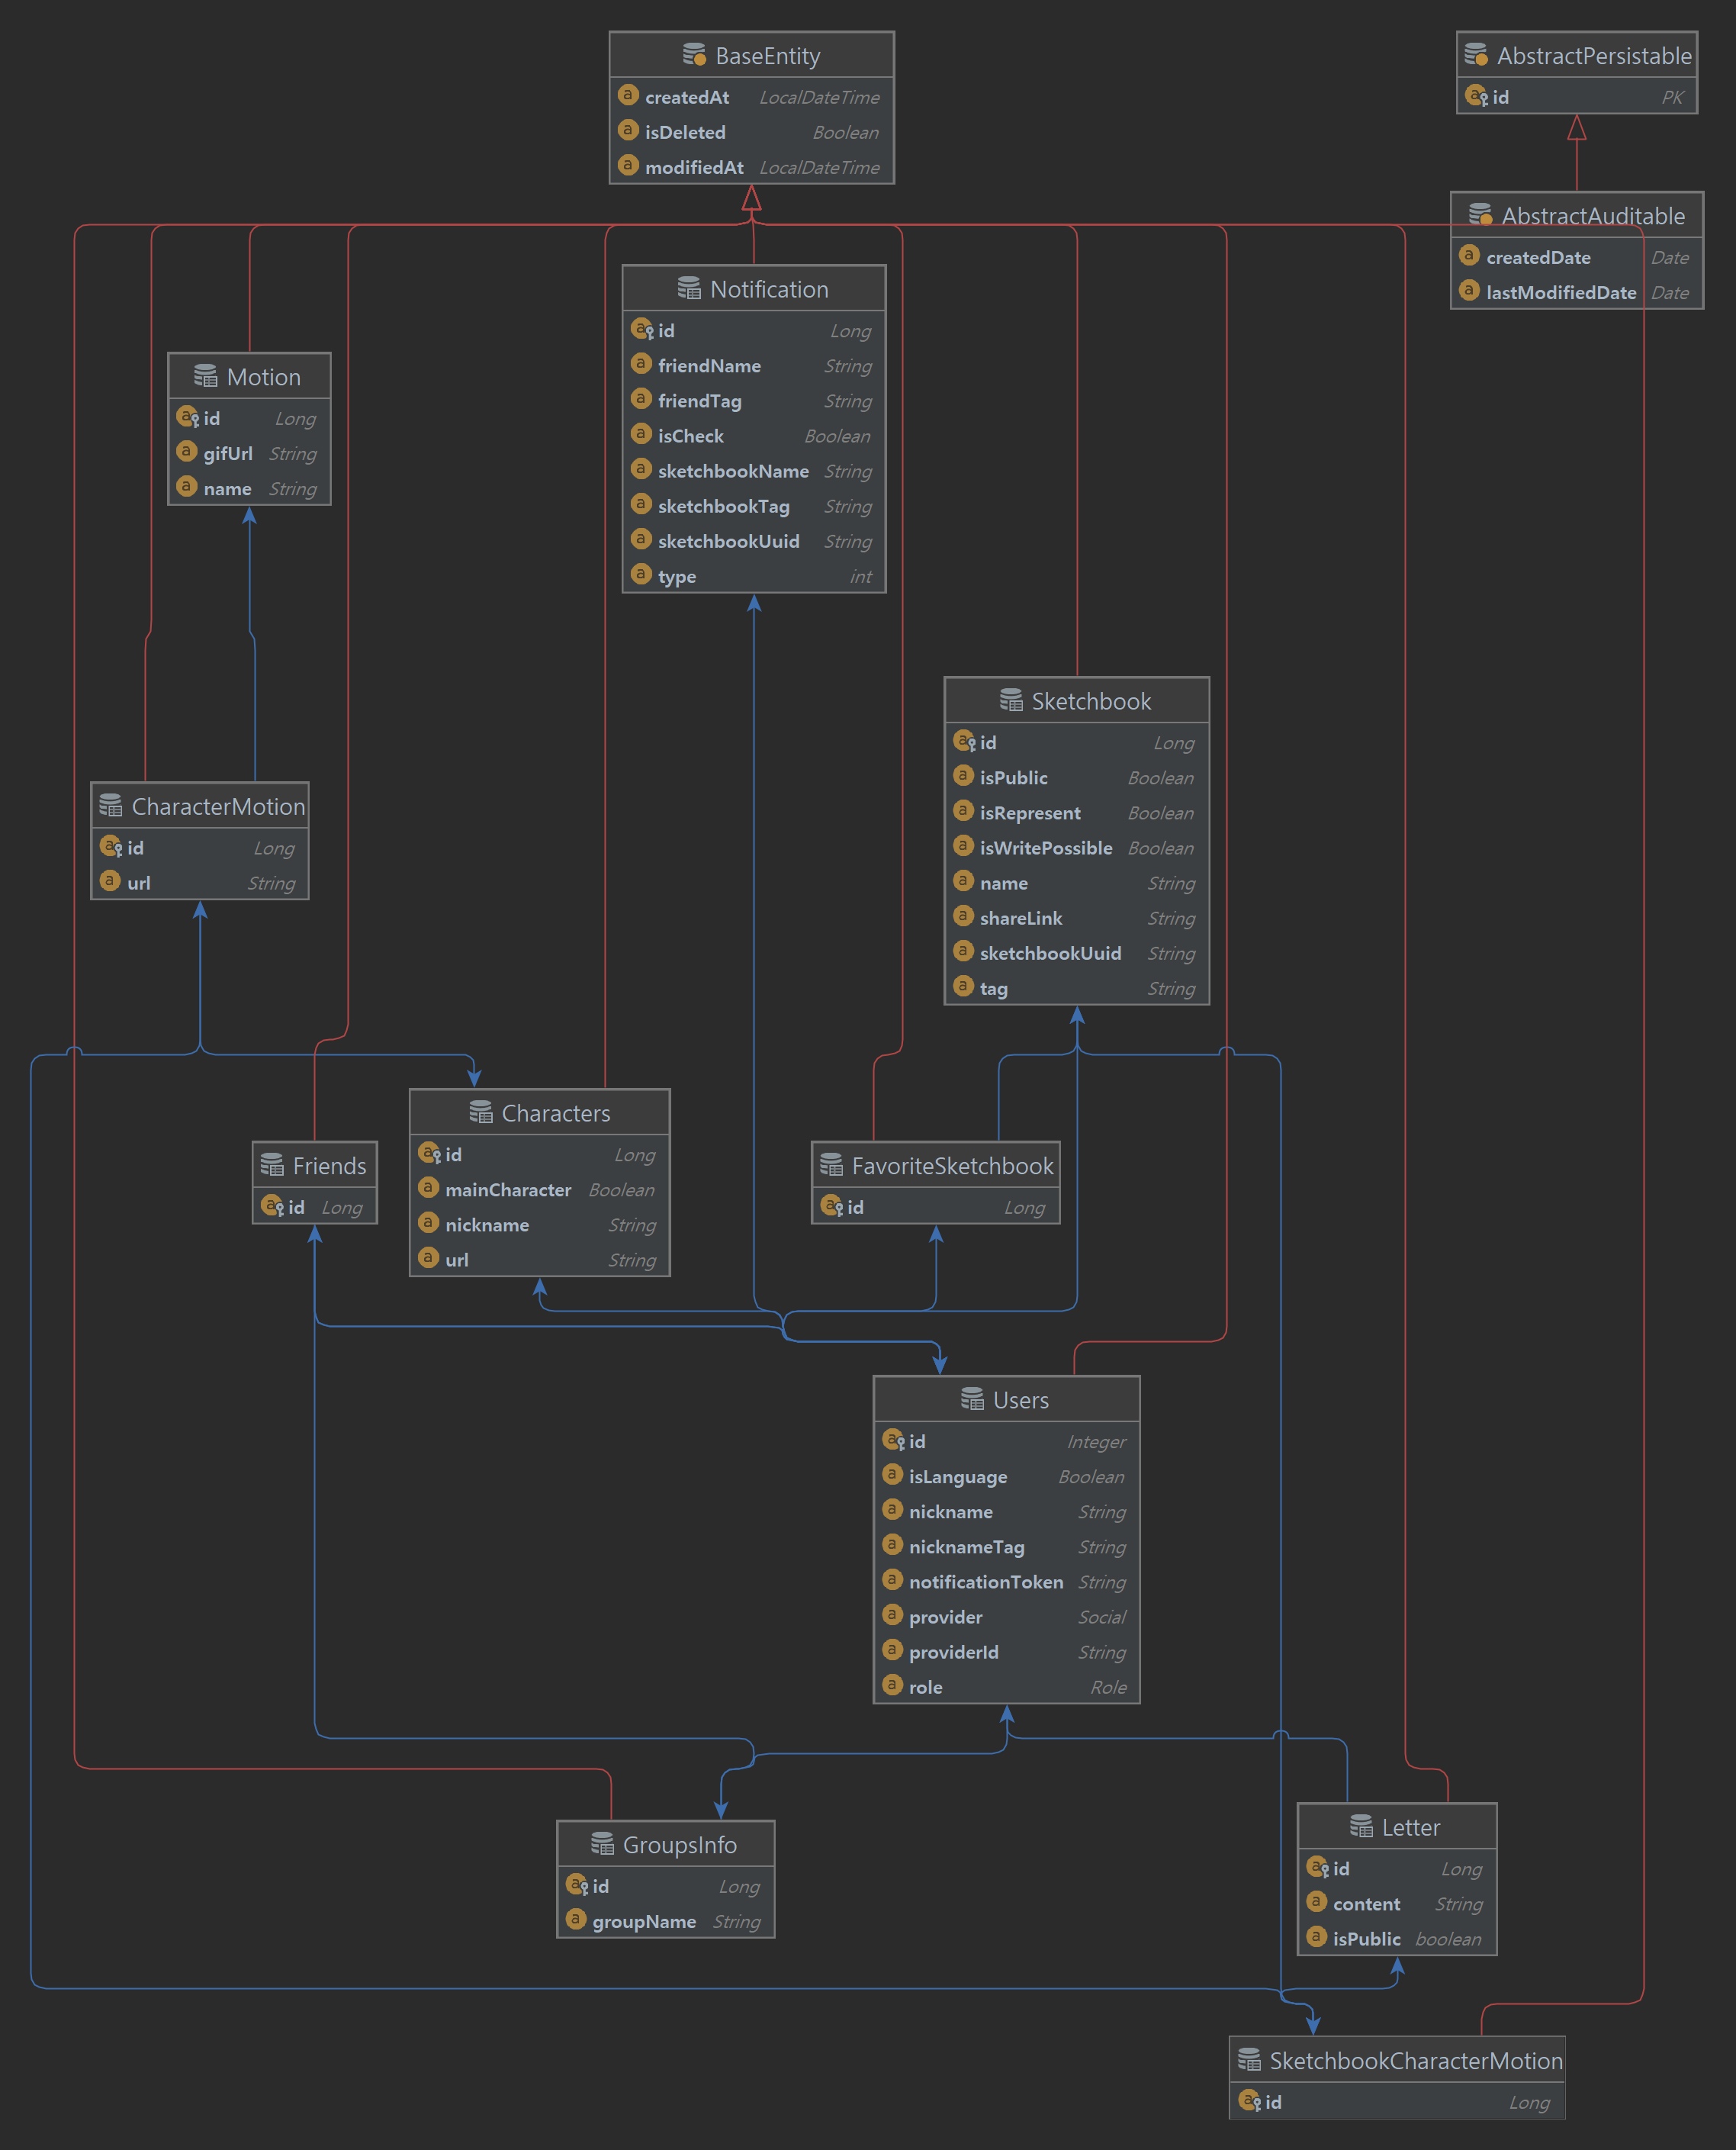 BaseEntity
createdAt LocalDateTime
isDeleted Boolean
modifiedAt LocalDateTime
AbstractPersistable
id PK
AbstractAuditable
createdDate Date
lastModifiedDate Date
Notification
id Long
friendName String
friendTag String
isCheck Boolean
sketchbookName String
sketchbookTag String
sketchbookUuid String
type int
Motion
id Long
gifUrl String
name String
Sketchbook
id Long
isPublic Boolean
isRepresent Boolean
isWritePossible Boolean
name String
shareLink String
sketchbookUuid String
tag String
CharacterMotion
id Long
url String
Characters
id Long
mainCharacter Boolean
nickname String
url String
Friends
id Long
FavoriteSketchbook
id Long
Users
id Integer
isLanguage Boolean
nickname String
nicknameTag String
notificationToken String
provider Social
providerId String
role Role
GroupsInfo
id Long
groupName String
Letter
id Long
content String
isPublic boolean
SketchbookCharacterMotion
id Long